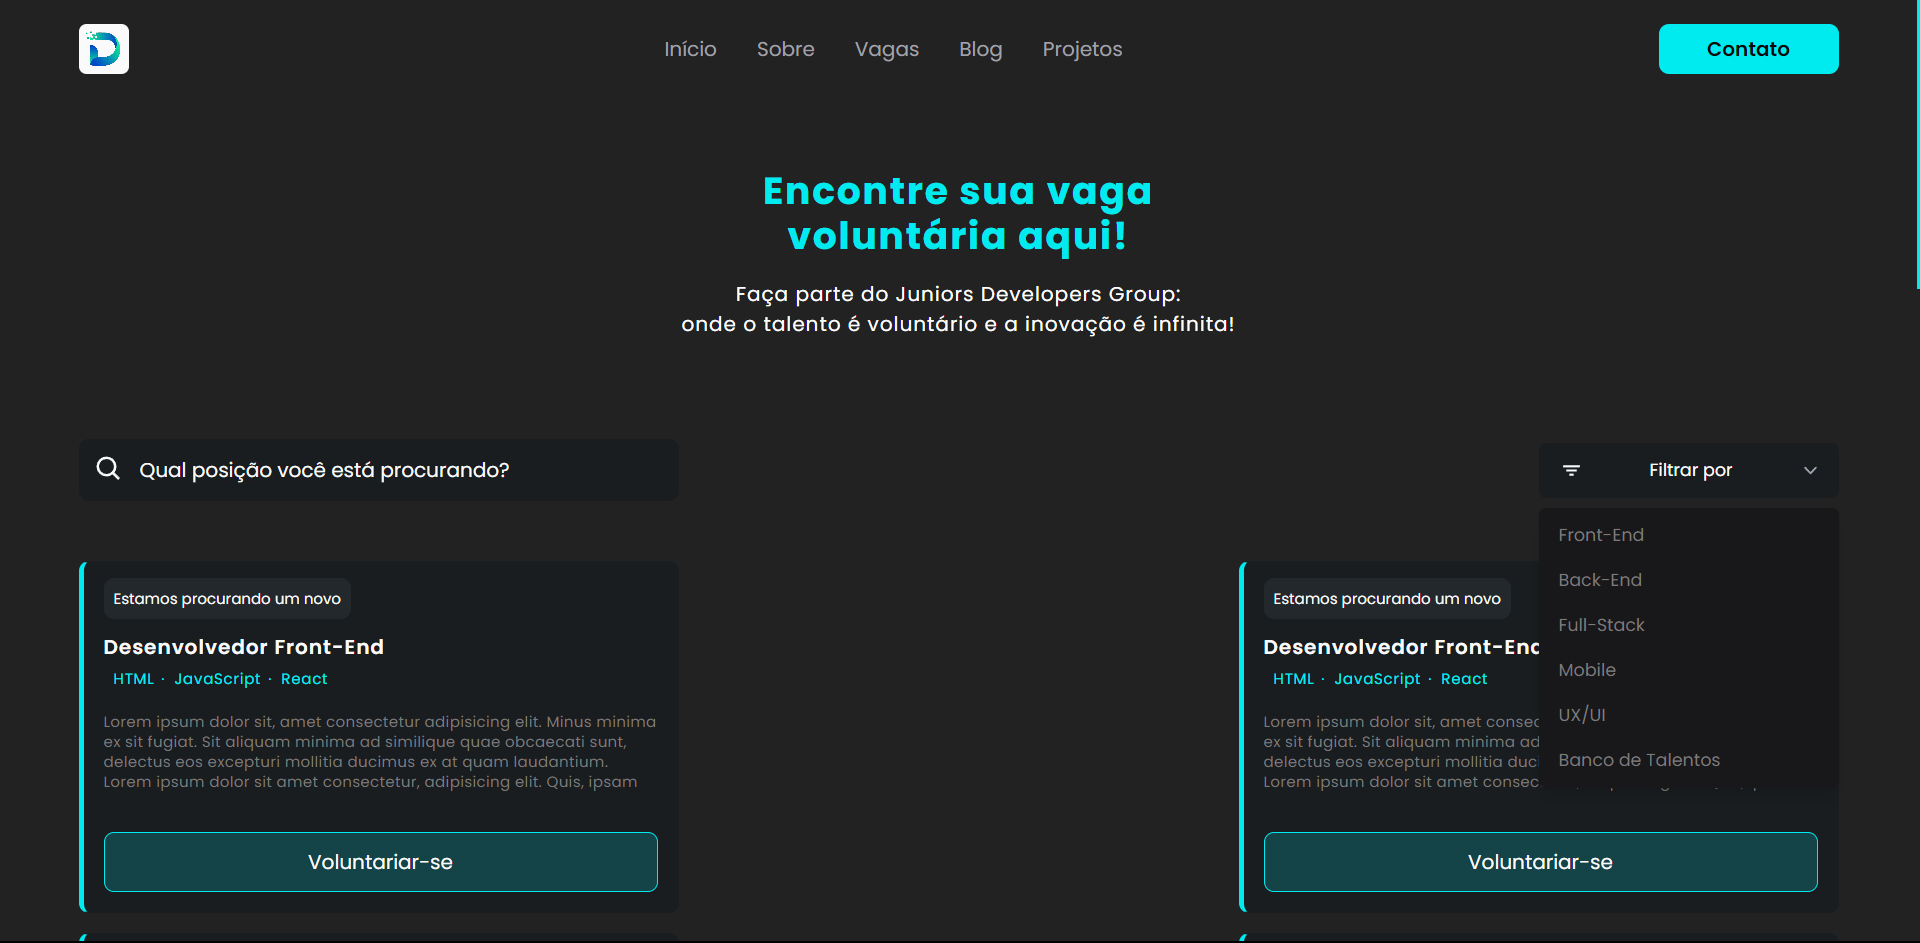 Início
Sobre
Vagas
Blog
Projetos
Contato
Encontre sua vaga
voluntária aqui!
Faça parte do Juniors Developers Group:
onde o talento é voluntário e a inovação é infinita!
Qual posição você está procurando?
Filtrar por
Front-End
Back-End
Full-Stack
Mobile
UX/UI
Banco de Talentos
Estamos procurando um novo
Desenvolvedor Front-End
HTML · JavaScript · React
Lorem ipsum dolor sit, amet consectetur adipisicing elit. Minus minima
ex sit fugiat. Sit aliquam minima ad similique quae obcaecati sunt,
delectus eos excepturi mollitia ducimus ex at quam laudantium.
Lorem ipsum dolor sit amet consectetur, adipisicing elit. Quis, ipsam
Voluntariar-se
Estamos procurando um novo
Desenvolvedor Front-End
HTML · JavaScript · React
Lorem ipsum dolor sit, amet
ex sit fugiat. Sit aliquam minima ad
delectus eos excepturi mollitia
Lorem ipsum dolor sit amet
Voluntariar-se